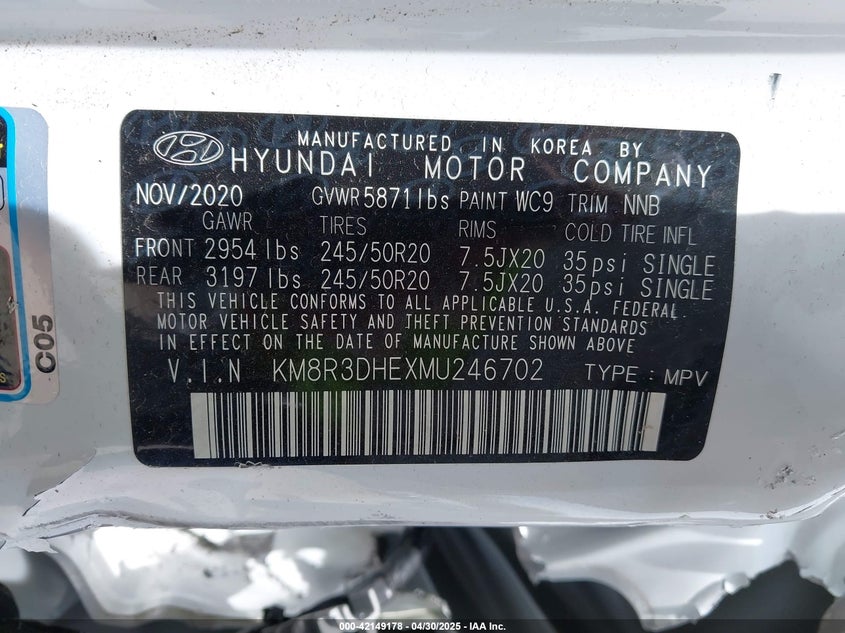 MANUFACTURED IN KOREA BY
HYUNDAI MOTOR COMPANY
NOV/2020 GVWR 5871lbs PAINT WC9 TRIM NNB
GAWR TIRES RIMS COLD TIRE INFL
FRONT 2954 lbs 245/50R20 7.5JX20 35psi SINGLE
REAR 3197 lbs 245/50R20 7.5JX20 35psi SINGLE
THIS VEHICLE CONFORMS TO ALL APPLICABLE U.S.A. FEDERAL
MOTOR VEHICLE SAFETY AND THEFT PREVENTION STANDARDS
IN EFFECT ON THE DATE OF MANUFACTURE SHOWN ABOVE
V.I.N KM8R3DHEXMU246702 TYPE : MPV
C05
000-42149178 - 04/30/2025 - IAA Inc.